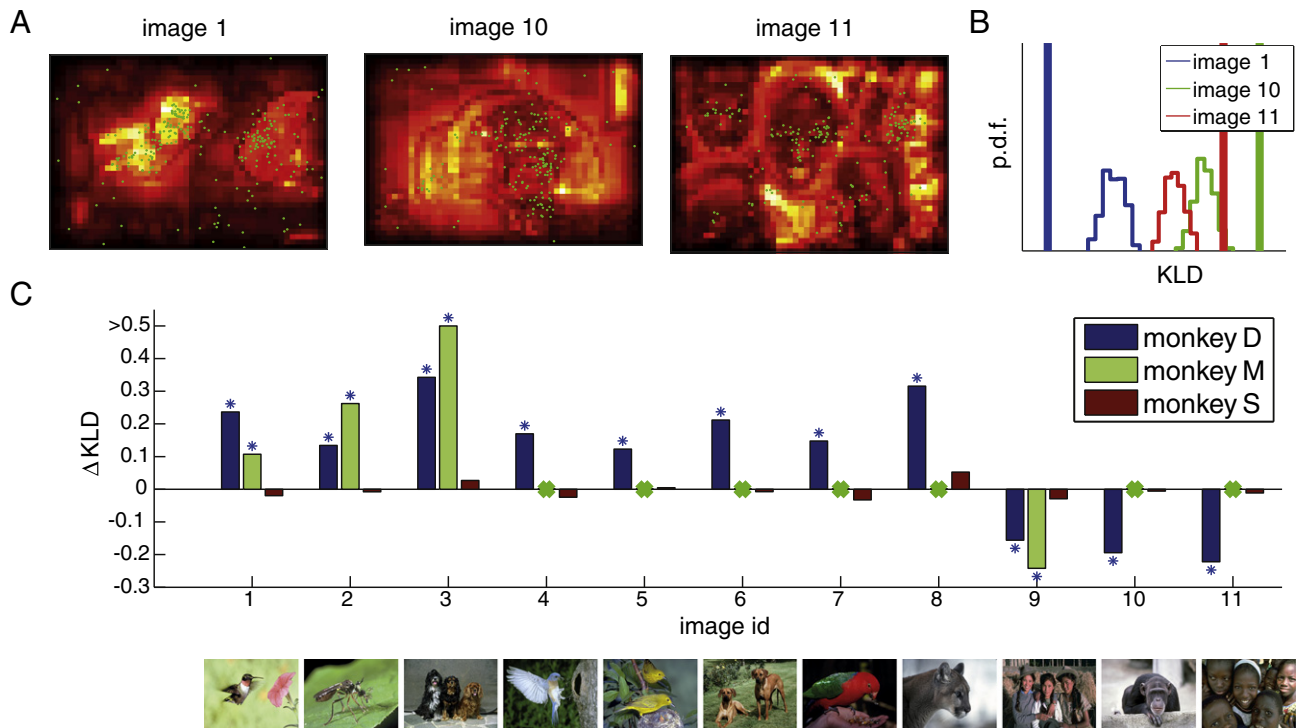 A
image 1
image 10
image 11
B
image 1
image 10
image 11
p.d.f.
KLD
C
>0.5
0.4
0.3
0.2
0.1
0
-0.1
-0.2
-0.3
Δ KLD
monkey D
monkey M
monkey S
* * * * * * * * * * * * * *
1 2 3 4 5 6 7 8 9 10 11
image id